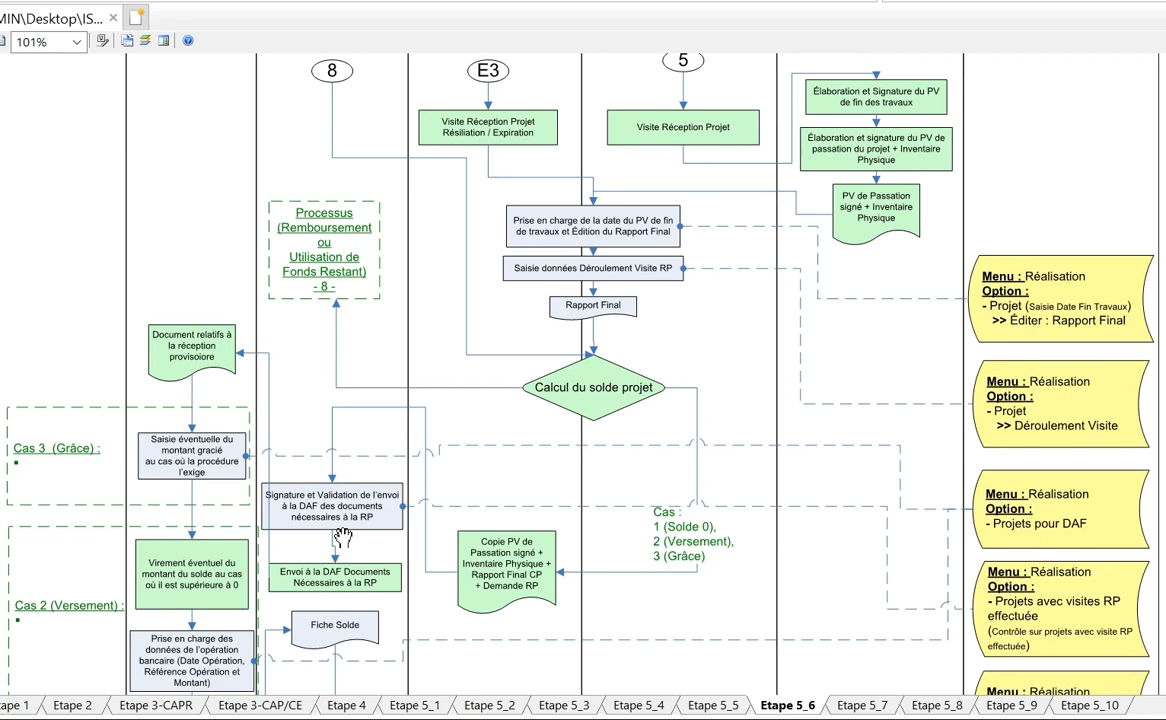 MIN\Desktop\IS...
101%
8
E3
5
Visite Réception Projet
Résiliation / Expiration
Visite Réception Projet
Élaboration et Signature du PV
de fin des travaux
Élaboration et signature du PV de
passation du projet + Inventaire
Physique
PV de Passation
signé + Inventaire
Physique
Processus
(Remboursement
ou
Utilisation de
Fonds Restant)
- 8 -
Prise en charge de la date du PV de fin
de travaux et Édition du Rapport Final
Saisie données Déroulement Visite RP
Rapport Final
Calcul du solde projet
Menu : Réalisation
Option :
- Projet (Saisie Date Fin Travaux)
>> Éditer : Rapport Final
Menu : Réalisation
Option :
- Projet
>> Déroulement Visite
Document relatifs à
la réception
provisoiore
Cas 3 (Grâce) :
Saisie éventuelle du
montant gracié
au cas où la procédure
l'exige
Signature et Validation de l'envoi
à la DAF des documents
nécessaires à la RP
Cas :
1 (Solde 0),
2 (Versement),
3 (Grâce)
Menu : Réalisation
Option :
- Projets pour DAF
Virement éventuel du
montant du solde au cas
où il est supérieure à 0
Envoi à la DAF Documents
Nécessaires à la RP
Copie PV de
Passation signé +
Inventaire Physique +
Rapport Final CP
+ Demande RP
Menu : Réalisation
Option :
- Projets avec visites RP
effectuée
(Contrôle sur projets avec visite RP
effectuée)
Cas 2 (Versement) :
Fiche Solde
Prise en charge des
données de l'opération
bancaire (Date Opération,
Référence Opération et
Montant)
Menu : Réalisation
tape 1
Etape 2
Etape 3-CAPR
Etape 3-CAP/CE
Etape 4
Etape 5_1
Etape 5_2
Etape 5_3
Etape 5_4
Etape 5_5
Etape 5_6
Etape 5_7
Etape 5_8
Etape 5_9
Etape 5_10